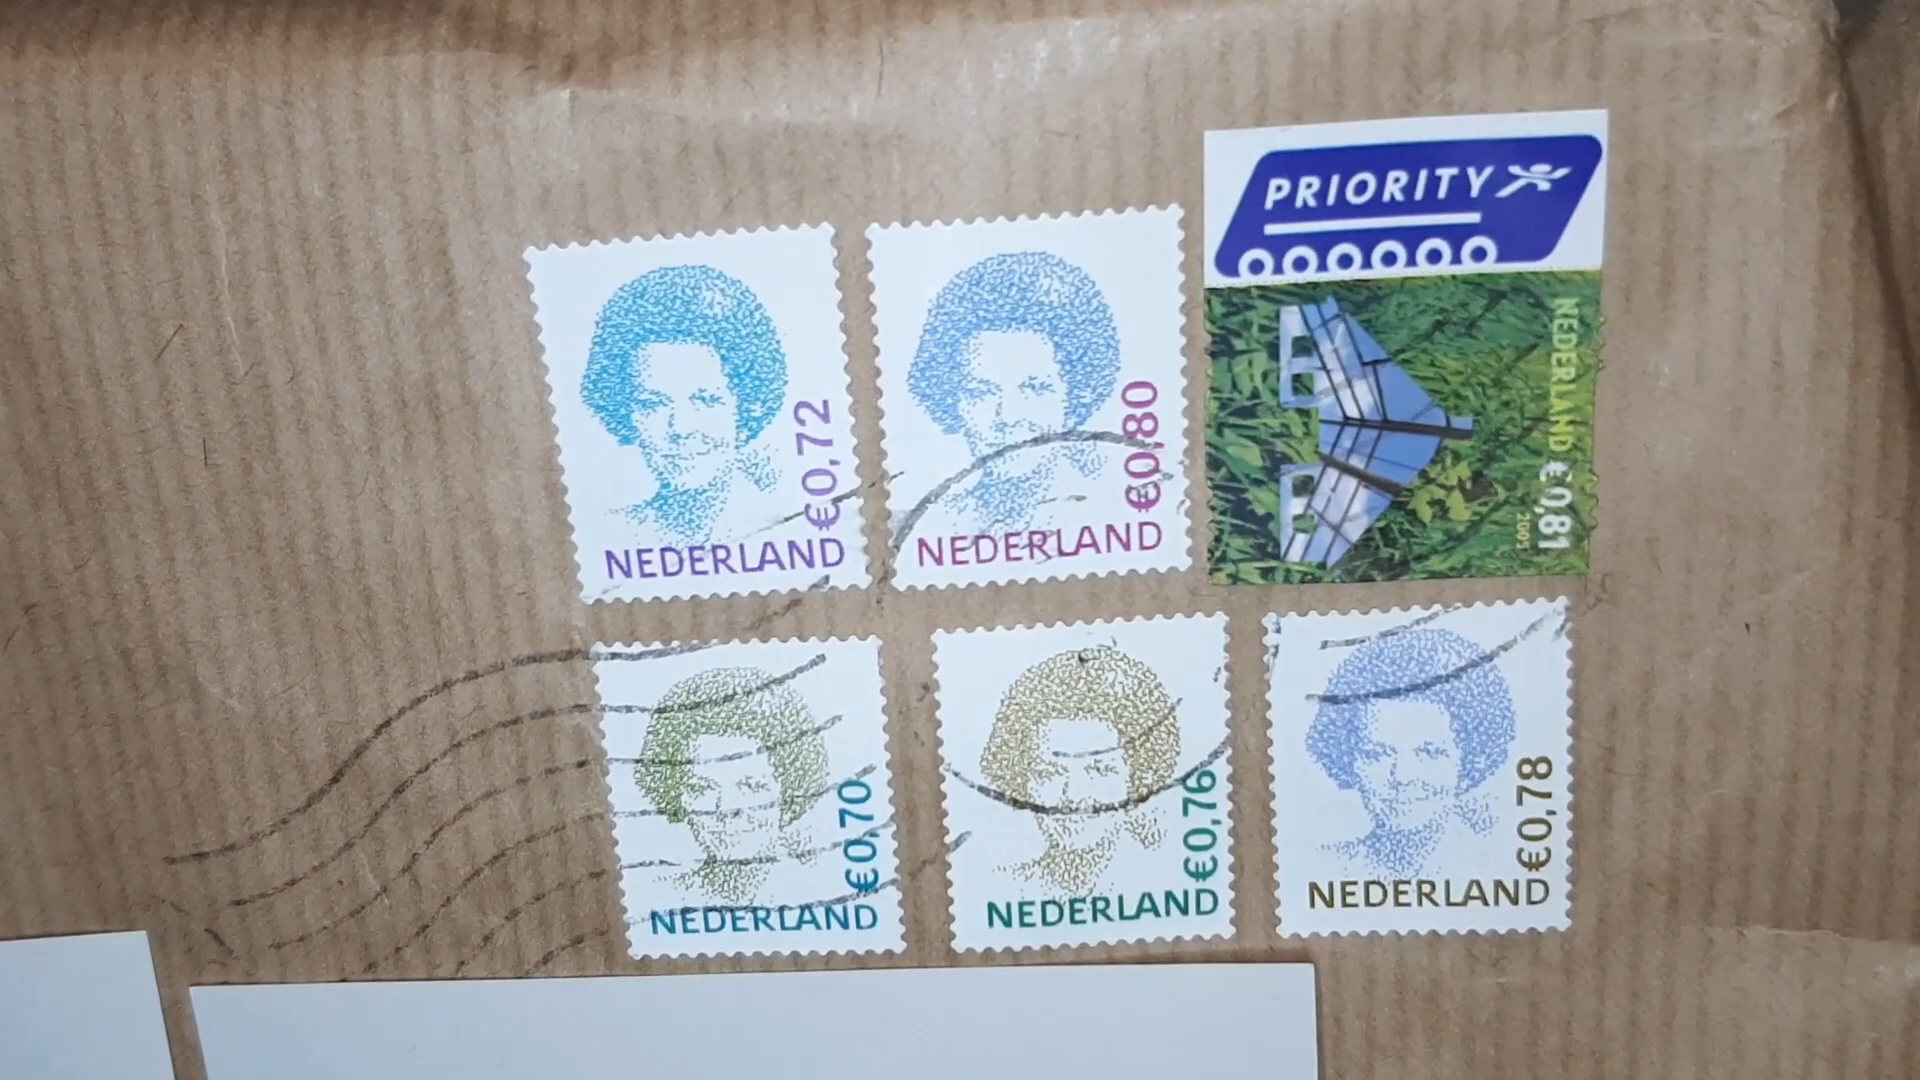 €0,72
NEDERLAND
€0,80
NEDERLAND
PRIORITY
NEDERLAND €0,81
2005
€0,70
NEDERLAND
€0,76
NEDERLAND
€0,78
NEDERLAND